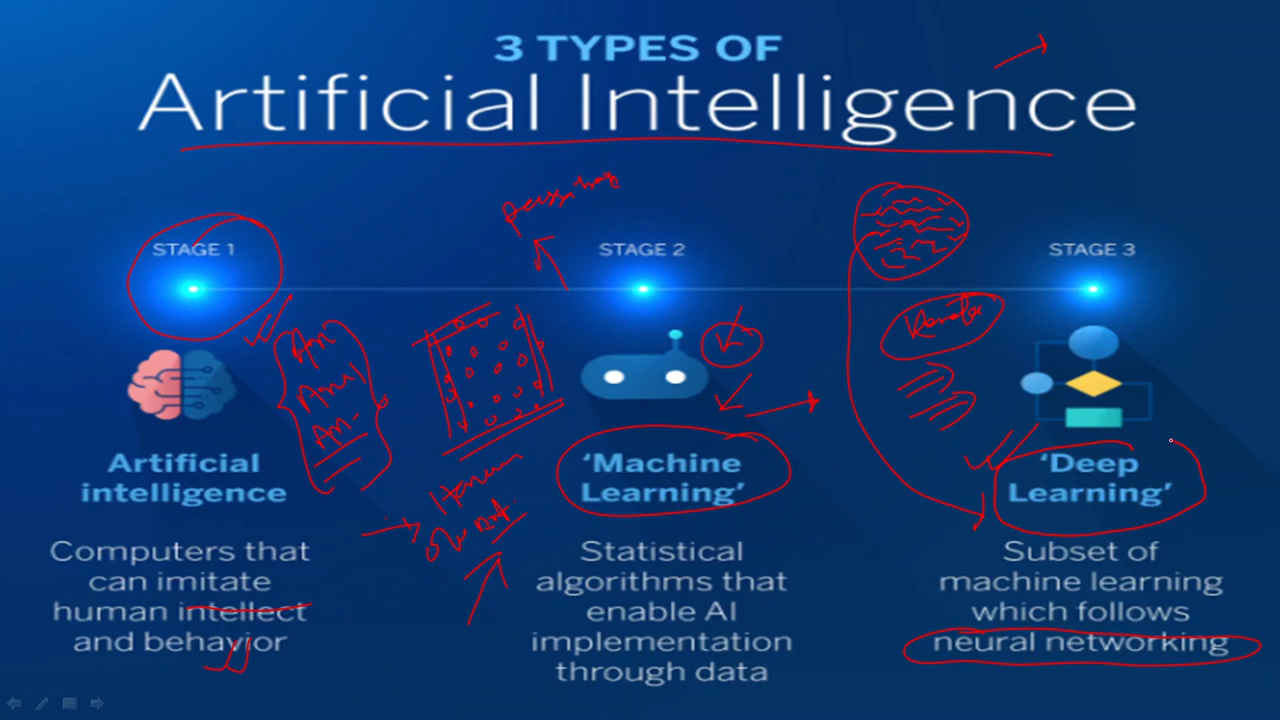 3 TYPES OF
Artificial Intelligence
STAGE 1
STAGE 2
STAGE 3
Artificial
intelligence
Computers that
can imitate
human intellect
and behavior
'Machine
Learning'
Statistical
algorithms that
enable AI
implementation
through data
'Deep
Learning'
Subset of
machine learning
which follows
neural networking